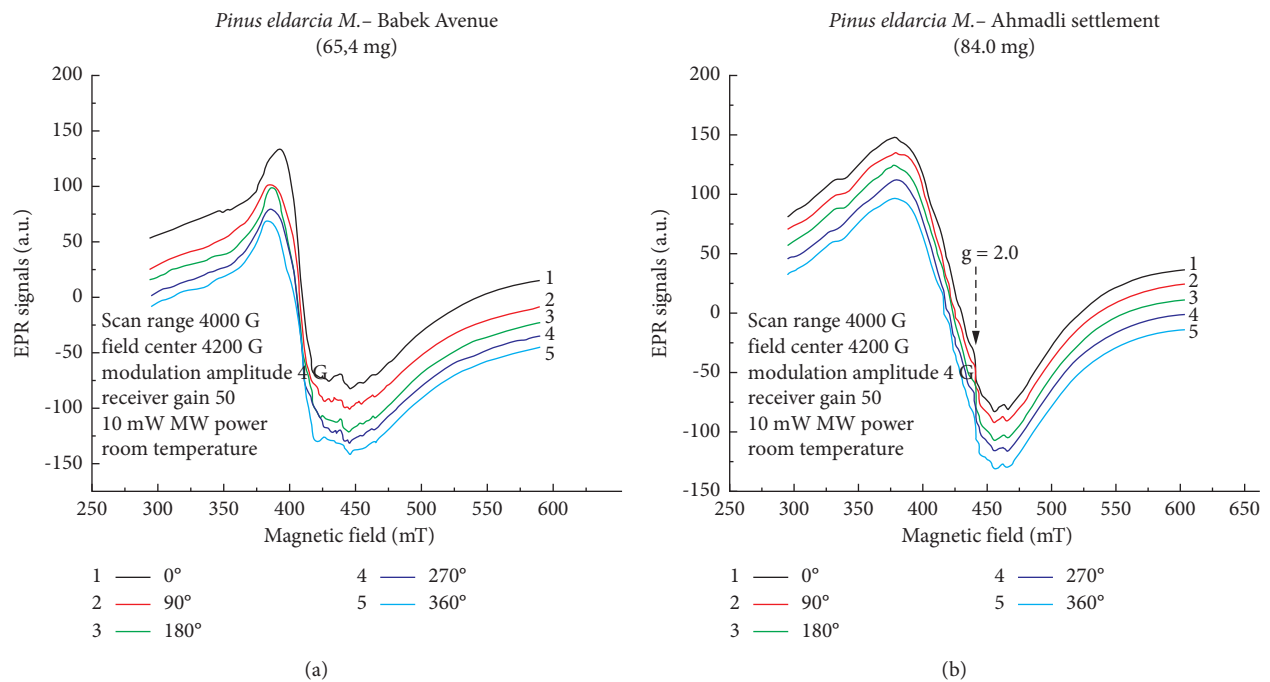 Pinus eldarcia M.– Babek Avenue
(65,4 mg)
200
150
100
50
0
-50
-100
-150
EPR signals (a.u.)
1
2
3
4
5
Scan range 4000 G
field center 4200 G
modulation amplitude 4 G
receiver gain 50
10 mW MW power
room temperature
250 300 350 400 450 500 550 600
Magnetic field (mT)
1 0° 4 270°
2 90° 5 360°
3 180°
(a)
Pinus eldarcia M.– Ahmadli settlement
(84.0 mg)
200
150
100
50
0
-50
-100
-150
EPR signals (a.u.)
g = 2.0
1
2
3
4
5
Scan range 4000 G
field center 4200 G
modulation amplitude 4 G
receiver gain 50
10 mW MW power
room temperature
250 300 350 400 450 500 550 600 650
Magnetic field (mT)
1 0° 4 270°
2 90° 5 360°
3 180°
(b)